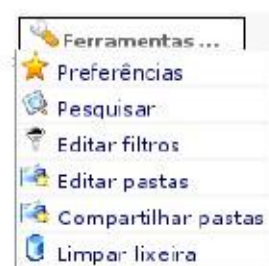 Ferramentas ...
Preferências
Pesquisar
Editar filtros
Editar pastas
Compartilhar pastas
Limpar lixeira